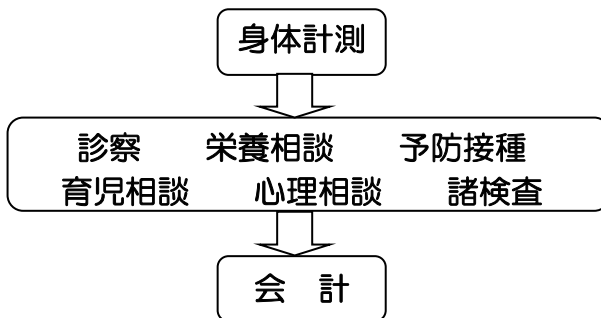 身体計測
診察　栄養相談　予防接種
育児相談　心理相談　諸検査
会　計